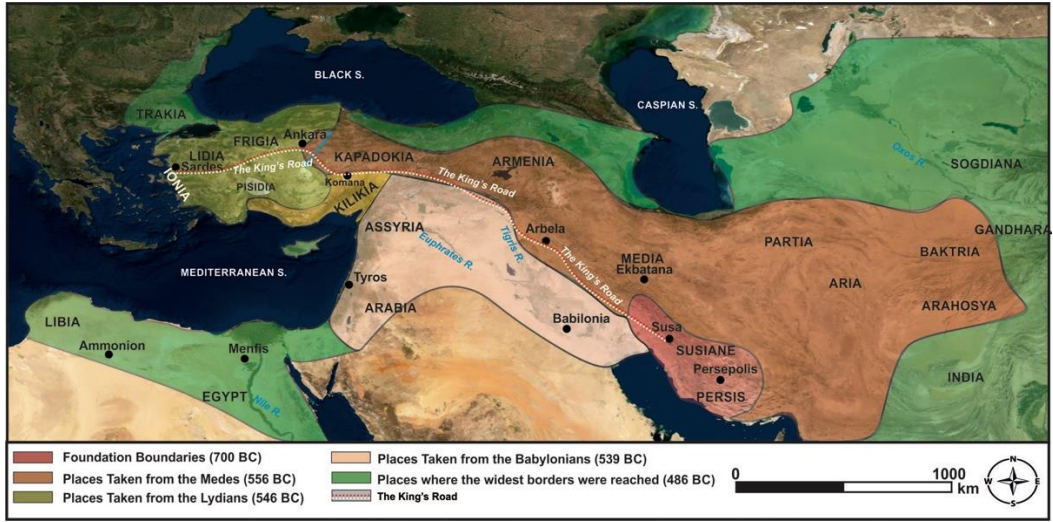 BLACK S.
CASPIAN S.
TRAKIA
FRIGIA
Ankara
LIDIA
Sardes
IONIA
The King's Road
PISIDIA
KAPADOKIA
Komana
KILIKIA
ARMENIA
The King's Road
Oxos R.
SOGDIANA
GANDHARA
ASSYRIA
Euphrates R.
Tigris R.
Arbela
The King's Road
MEDIA
Ekbatana
PARTIA
BAKTRIA
ARIA
ARAHOSYA
MEDITERRANEAN S.
Tyros
ARABIA
Babilonia
Susa
SUSIANE
Persepolis
PERSIS
INDIA
LIBIA
Ammonion
Menfis
EGYPT
Nile R.
Foundation Boundaries (700 BC)
Places Taken from the Medes (556 BC)
Places Taken from the Lydians (546 BC)
Places Taken from the Babylonians (539 BC)
Places where the widest borders were reached (486 BC)
The King's Road
0 1000
km
N
W E
S